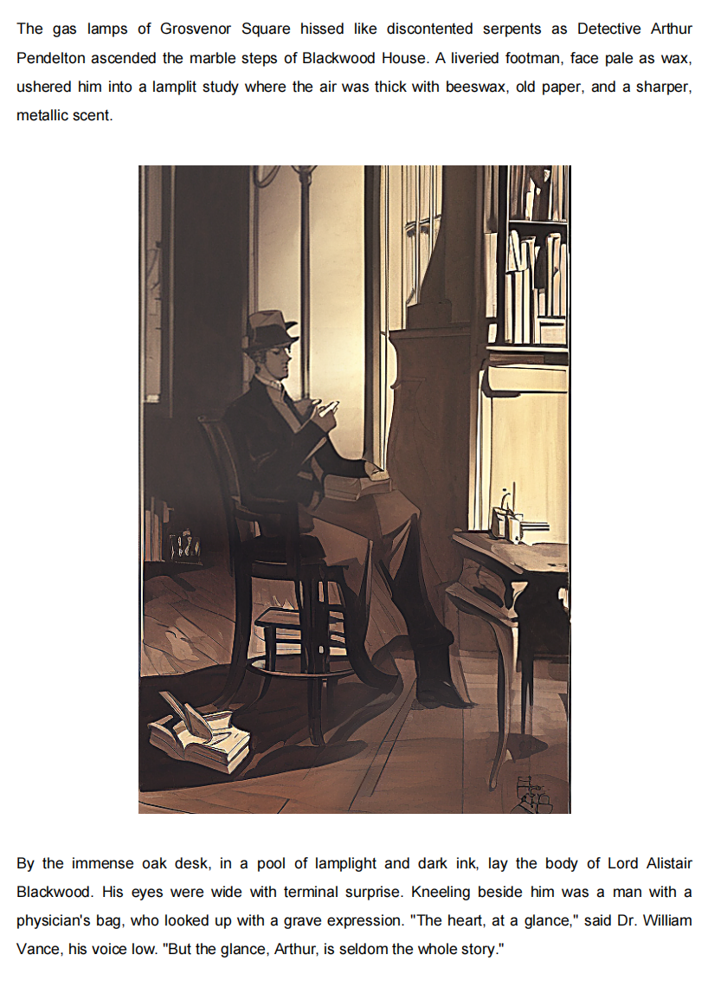 The gas lamps of Grosvenor Square hissed like discontented serpents as Detective Arthur
Pendelton ascended the marble steps of Blackwood House. A liveried footman, face pale as wax,
ushered him into a lamplit study where the air was thick with beeswax, old paper, and a sharper,
metallic scent.
By the immense oak desk, in a pool of lamplight and dark ink, lay the body of Lord Alistair
Blackwood. His eyes were wide with terminal surprise. Kneeling beside him was a man with a
physician's bag, who looked up with a grave expression. "The heart, at a glance," said Dr. William
Vance, his voice low. "But the glance, Arthur, is seldom the whole story."